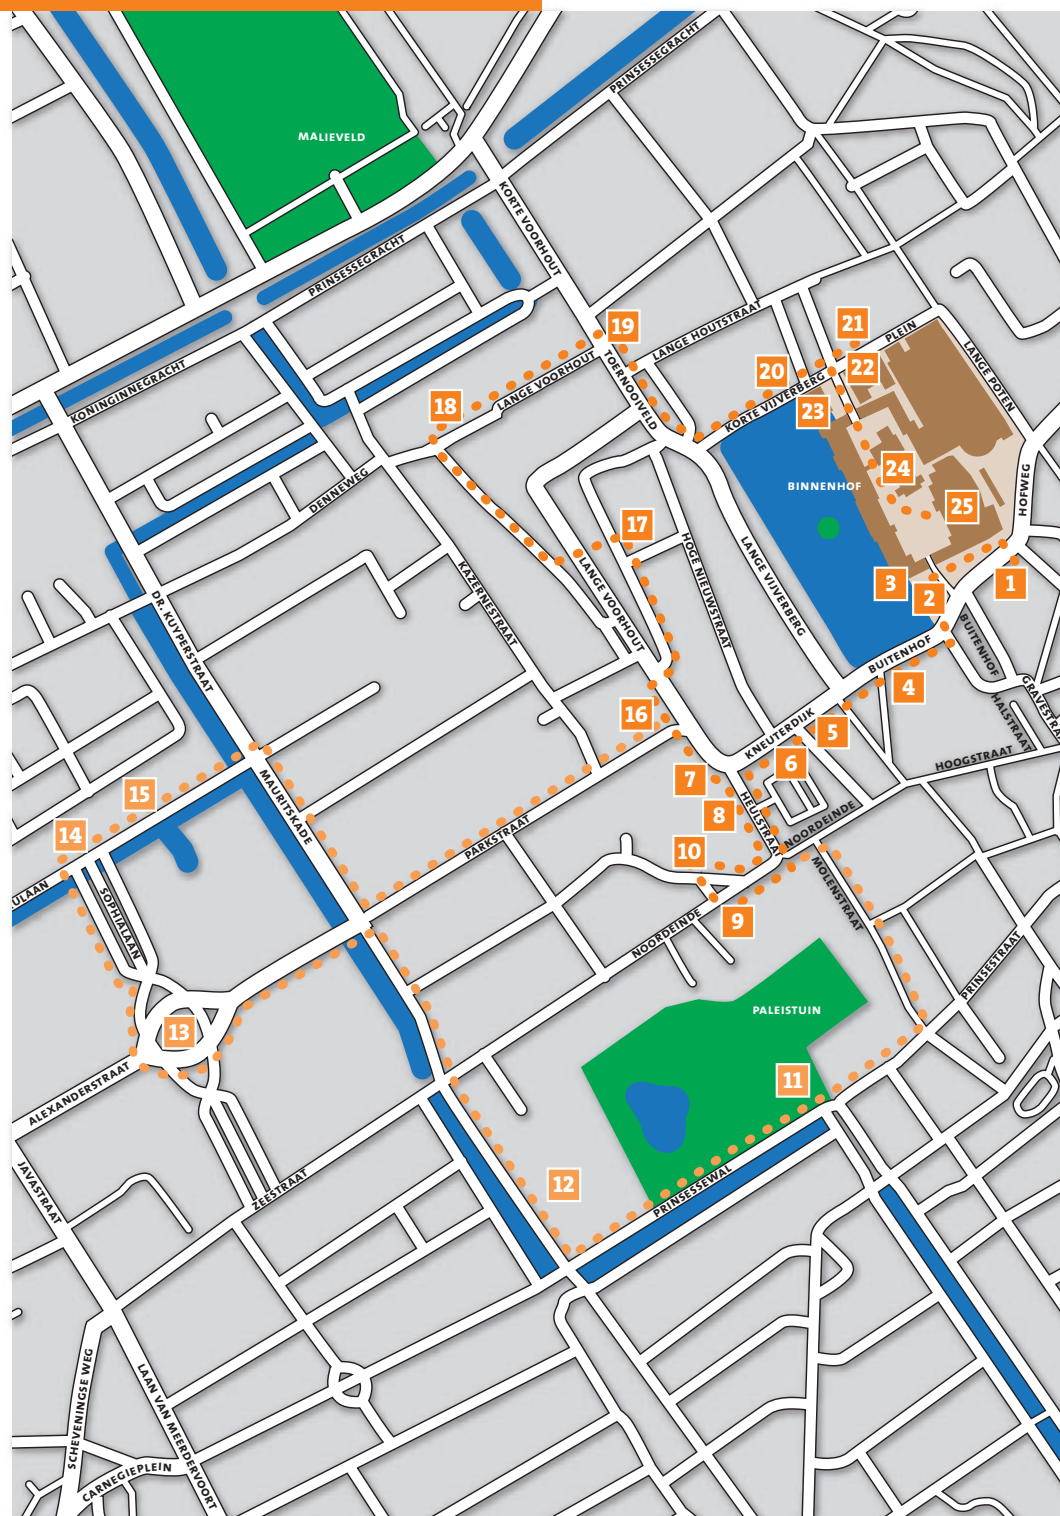 PRINSESSEGRACHT
MALIEVELD
KORTE VOORHOUT
PRINSESSEGRACHT
19
21
LANGE HOUTSTRAAT
PLEIN
LANGE POTEN
20
22
KONINGINNEGRACHT
LANGE VOORHOUT
TOERNOOIVELD
KORTE VIJVERBERG
18
23
24
BINNENHOF
HOFWEG
DENNEWEG
25
17
KAZERNESTRAAT
LANGE VOORHOUT
HOGE NIEUWSTRAAT
LANGE VIJVERBERG
3
2
1
DR. KUYPERSTRAAT
BUITENHOF
BUITENHOF
4
GRAVESTRA
HALSTRAAT
16
5
KNEUTERDIJK
HOOGSTRAAT
6
7
MAURITSKADE
15
HEULSTRAAT
8
NOORDEINDE
14
PARKSTRAAT
10
MOLENSTRAAT
ULAAN
SOPHIALAAN
9
NOORDEINDE
PRINSESTRAAT
PALEISTUIN
13
11
ALEXANDERSTRAAT
JAVASTRAAT
ZEESTRAAT
12
PRINSESSEWAL
SCHEVENINGSE WEG
LAAN VAN MEERDERVOORT
CARNEGIEPLEIN